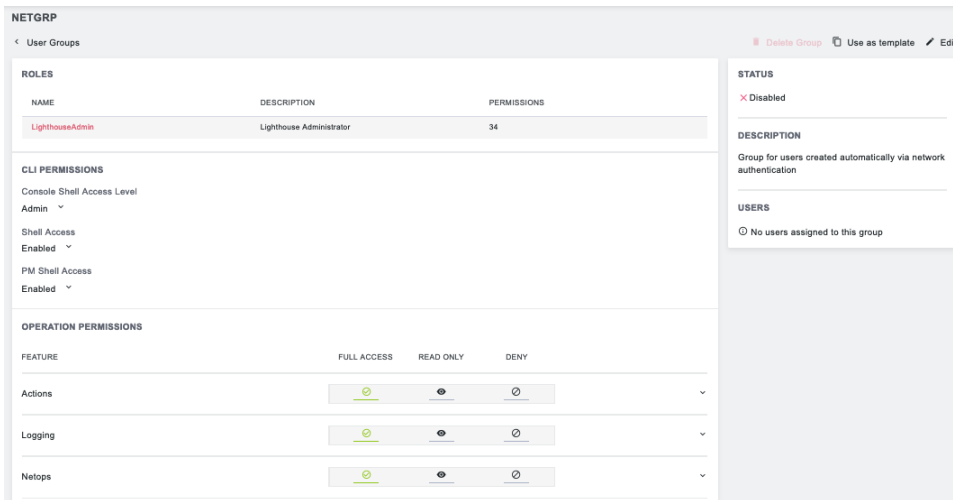 NETGRP
User Groups
Delete Group Use as template
ROLES
NAME DESCRIPTION PERMISSIONS
LighthouseAdmin Lighthouse Administrator 34
CLI PERMISSIONS
Console Shell Access Level
Admin
Shell Access
Enabled
PM Shell Access
Enabled
OPERATION PERMISSIONS
FEATURE FULL ACCESS READ ONLY DENY
Actions
Logging
Netops
STATUS
Disabled
DESCRIPTION
Group for users created automatically via network
authentication
USERS
No users assigned to this group